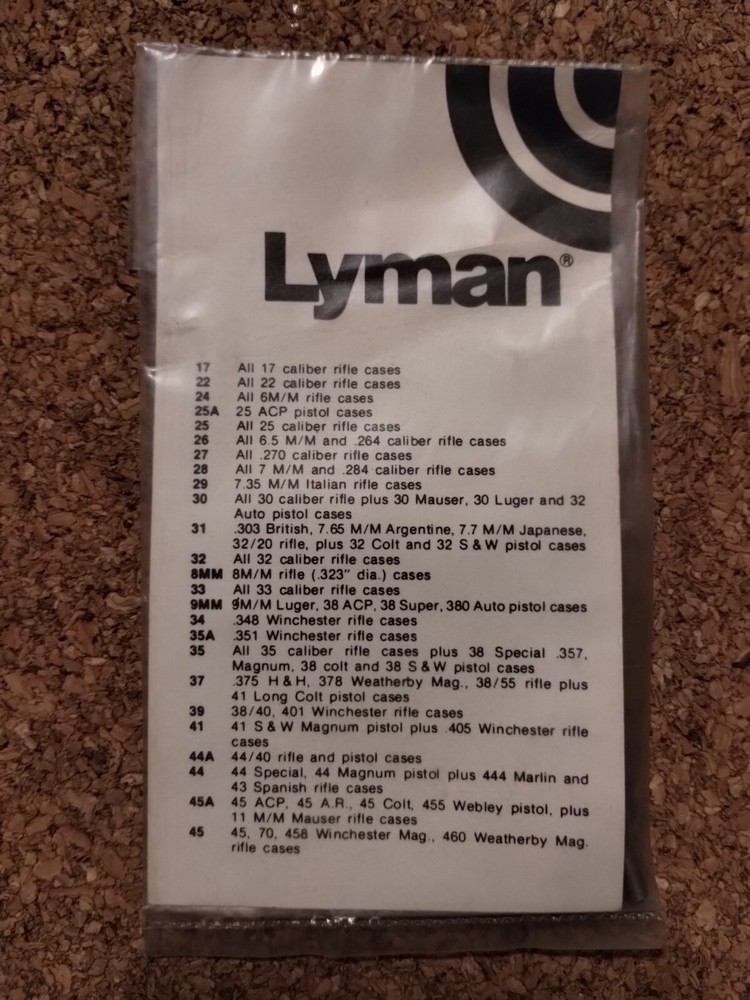 Lyman®
17 All 17 caliber rifle cases
22 All 22 caliber rifle cases
24 All 6M/M rifle cases
25A 25 ACP pistol cases
25 All 25 caliber rifle cases
26 All 6.5 M/M and .264 caliber rifle cases
27 All .270 caliber rifle cases
28 All 7 M/M and .284 caliber rifle cases
29 7.35 M/M Italian rifle cases
30 All 30 caliber rifle plus 30 Mauser, 30 Luger and 32
Auto pistol cases
31 .303 British, 7.65 M/M Argentine, 7.7 M/M Japanese,
32/20 rifle, plus 32 Colt and 32 S&W pistol cases
32 All 32 caliber rifle cases
8MM 8M/M rifle (.323" dia.) cases
33 All 33 caliber rifle cases
9MM 9M/M Luger, 38 ACP, 38 Super, 380 Auto pistol cases
34 .348 Winchester rifle cases
35A .351 Winchester rifle cases
35 All 35 caliber rifle cases plus 38 Special .357,
Magnum, 38 colt and 38 S&W pistol cases
37 .375 H&H, 378 Weatherby Mag., 38/55 rifle plus
41 Long Colt pistol cases
39 38/40, 401 Winchester rifle cases
41 41 S&W Magnum pistol plus .405 Winchester rifle
cases
44A 44/40 rifle and pistol cases
44 44 Special, 44 Magnum pistol plus 444 Marlin and
43 Spanish rifle cases
45A 45 ACP, 45 A.R., 45 Colt, 455 Webley pistol, plus
11 M/M Mauser rifle cases
45 45, 70, 458 Winchester Mag., 460 Weatherby Mag.
rifle cases